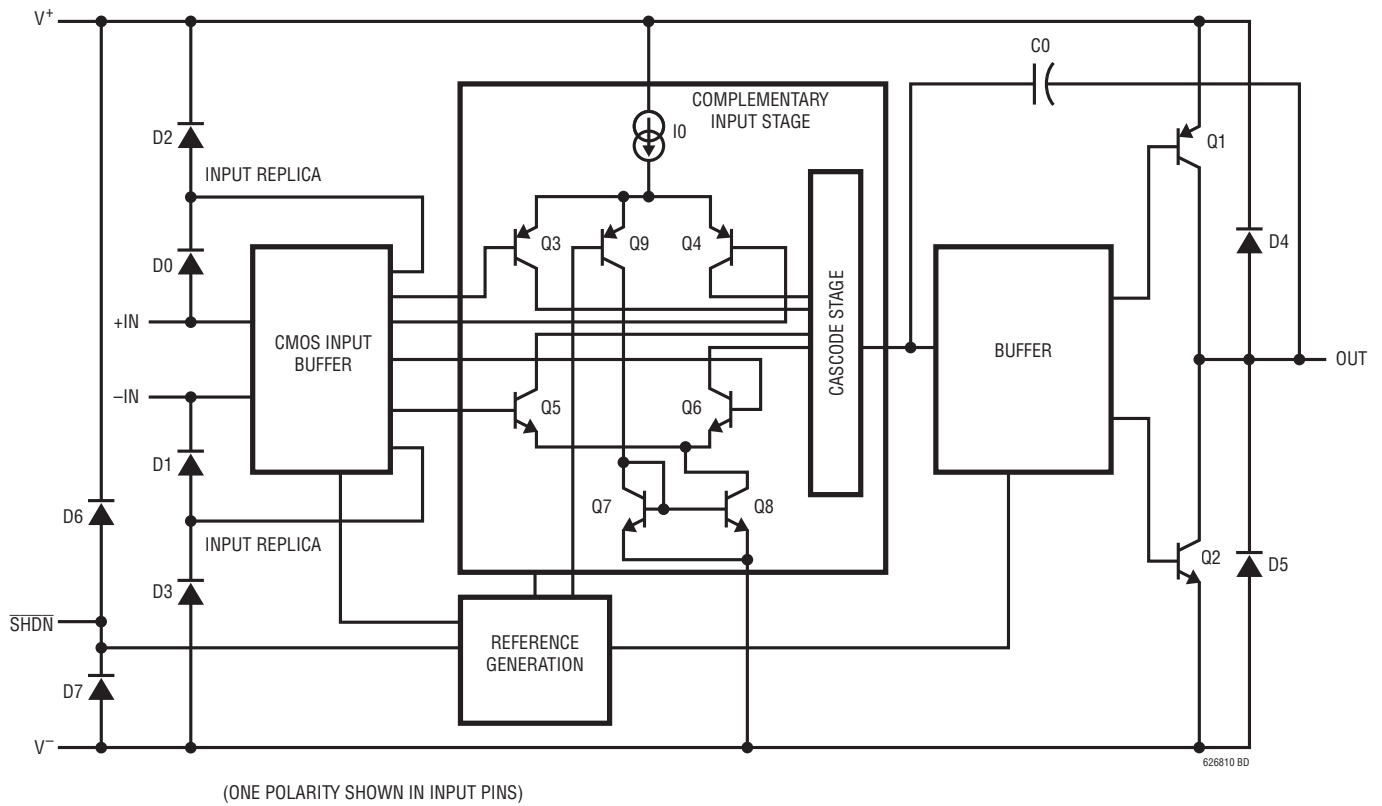 V+
C0
COMPLEMENTARY
INPUT STAGE
I0
D2
Q1
INPUT REPLICA
Q3
Q9
Q4
D4
D0
+IN
CMOS INPUT
BUFFER
CASCODE STAGE
BUFFER
OUT
–IN
Q5
Q6
D1
D6
Q7
Q8
INPUT REPLICA
Q2
D5
D3
SHDN
REFERENCE
GENERATION
D7
V–
626810 BD
(ONE POLARITY SHOWN IN INPUT PINS)